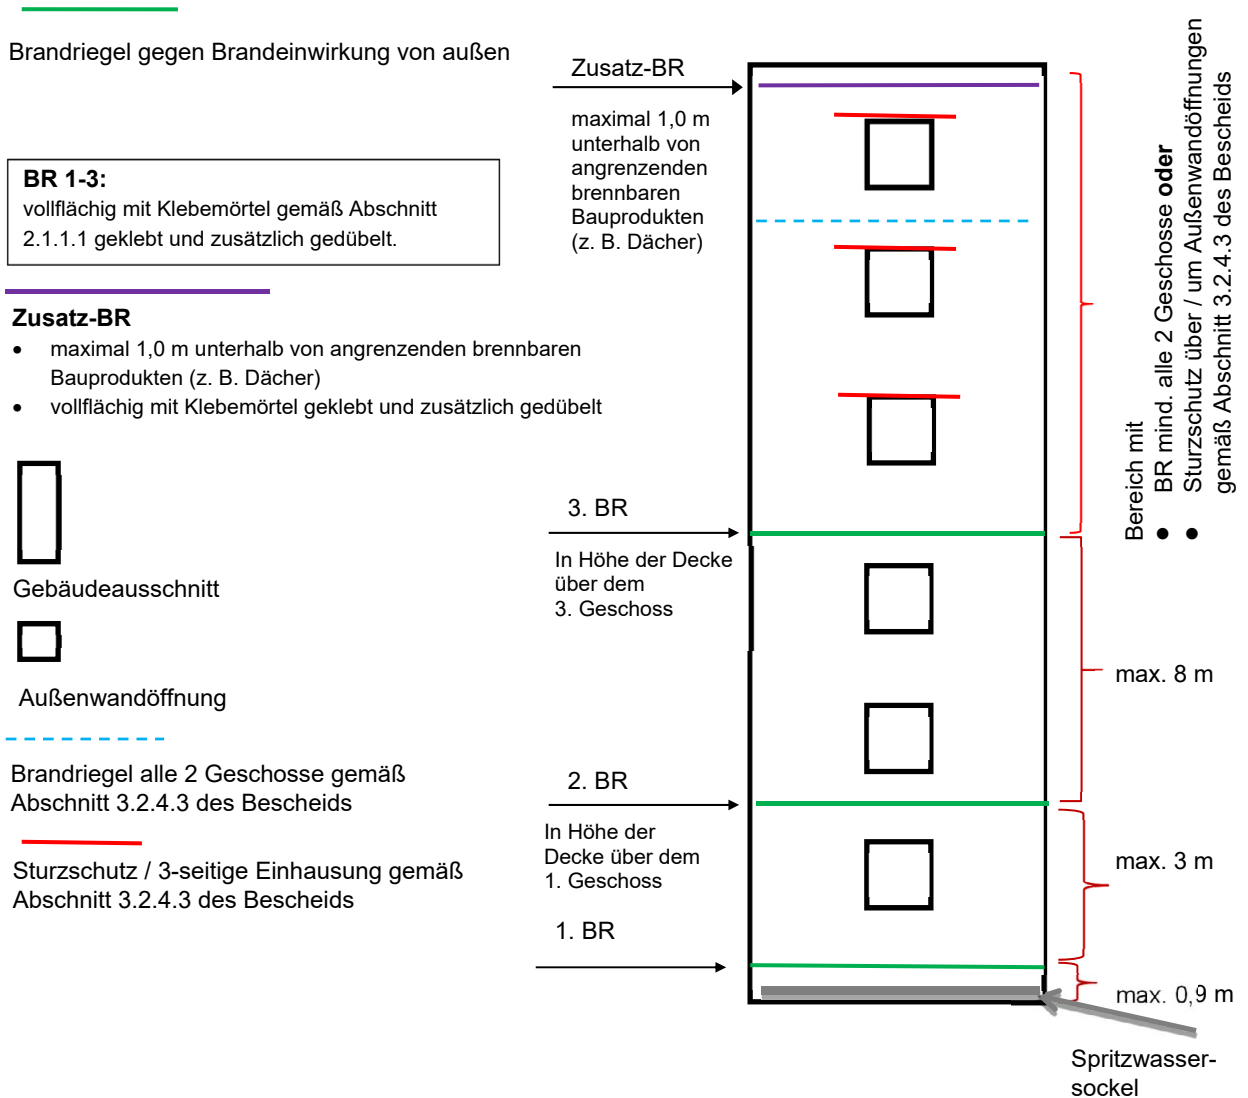 Brandriegel gegen Brandeinwirkung von außen
BR 1-3:
vollflächig mit Klebemörtel gemäß Abschnitt
2.1.1.1 geklebt und zusätzlich gedübelt.
Zusatz-BR
• maximal 1,0 m unterhalb von angrenzenden brennbaren
Bauprodukten (z. B. Dächer)
• vollflächig mit Klebemörtel geklebt und zusätzlich gedübelt
Gebäudeausschnitt
Außenwandöffnung
Brandriegel alle 2 Geschosse gemäß
Abschnitt 3.2.4.3 des Bescheids
Sturzschutz / 3-seitige Einhausung gemäß
Abschnitt 3.2.4.3 des Bescheids
Zusatz-BR
maximal 1,0 m
unterhalb von
angrenzenden
brennbaren
Bauprodukten
(z. B. Dächer)
3. BR
In Höhe der Decke
über dem
3. Geschoss
2. BR
In Höhe der
Decke über dem
1. Geschoss
1. BR
Bereich mit
• BR mind. alle 2 Geschosse oder
• Sturzschutz über / um Außenwandöffnungen
gemäß Abschnitt 3.2.4.3 des Bescheids
max. 8 m
max. 3 m
max. 0,9 m
Spritzwasser-
sockel